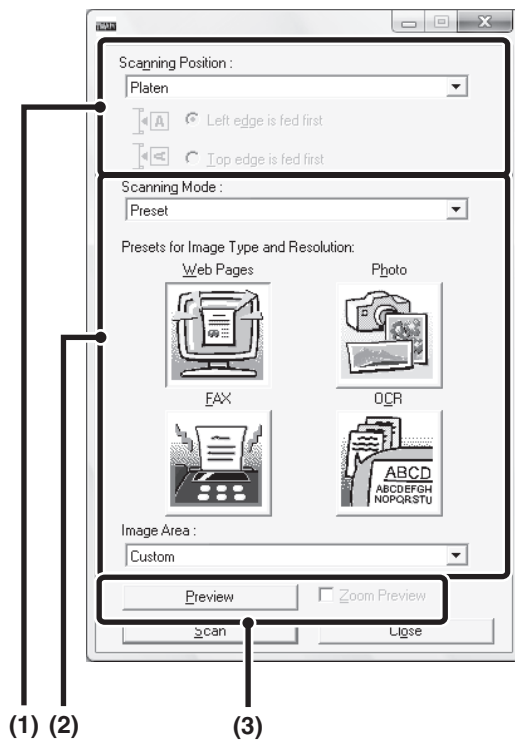 TWAIN
Scanning Position :
Platen
A Left edge is fed first
A Top edge is fed first
Scanning Mode :
Preset
Presets for Image Type and Resolution:
Web Pages Photo
FAX OCR
ABCD
ABCDEFGH
NOPQRSTU
Image Area :
Custom
Preview Zoom Preview
Scan Close
(1) (2) (3)